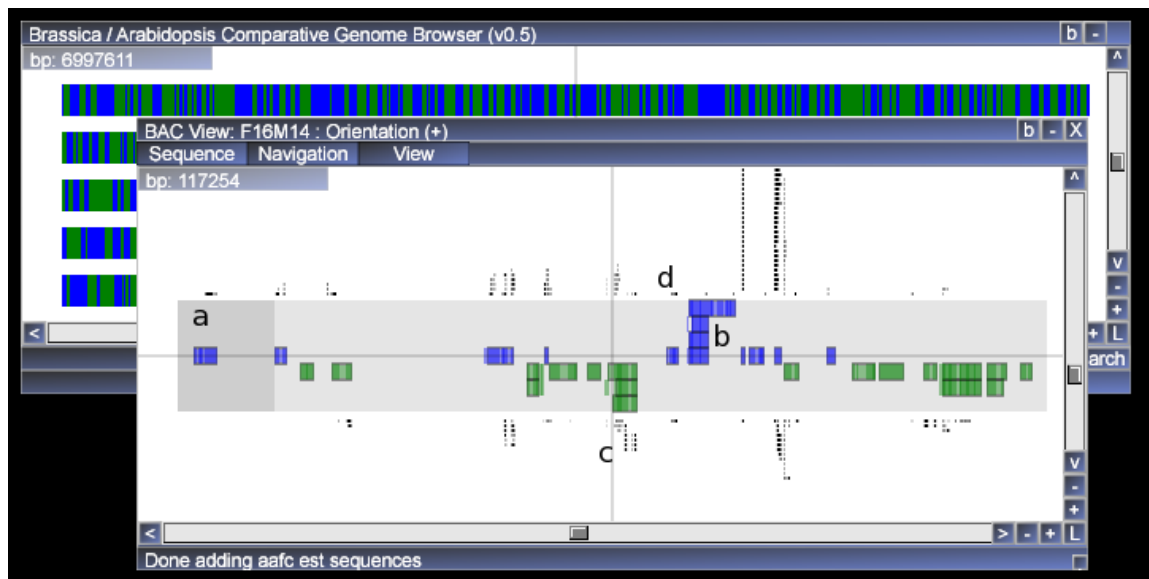 Brassica / Arabidopsis Comparative Genome Browser (v0.5)
b -
bp: 6997611
^
BAC View: F16M14 : Orientation (+)
b - X
Sequence Navigation View
bp: 117254
^
d
a
b
c
v
-
+
< + L
arch
v
-
+
< > - + L
Done adding aafc est sequences